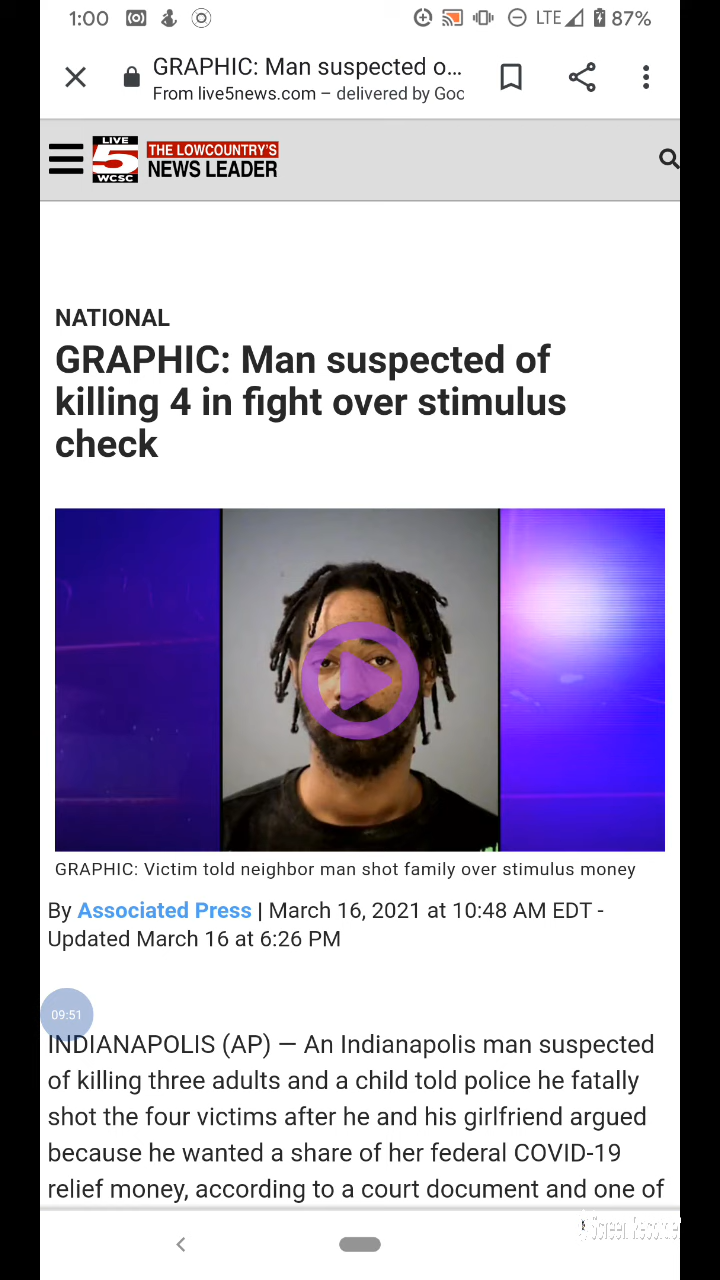 1:00 LTE 87%
GRAPHIC: Man suspected o...
From live5news.com – delivered by Goo
LIVE
5
WCSC
THE LOWCOUNTRY'S
NEWS LEADER
NATIONAL
GRAPHIC: Man suspected of
killing 4 in fight over stimulus
check
GRAPHIC: Victim told neighbor man shot family over stimulus money
By Associated Press | March 16, 2021 at 10:48 AM EDT -
Updated March 16 at 6:26 PM
09:51
INDIANAPOLIS (AP) — An Indianapolis man suspected
of killing three adults and a child told police he fatally
shot the four victims after he and his girlfriend argued
because he wanted a share of her federal COVID-19
relief money, according to a court document and one of
Screen Recorder